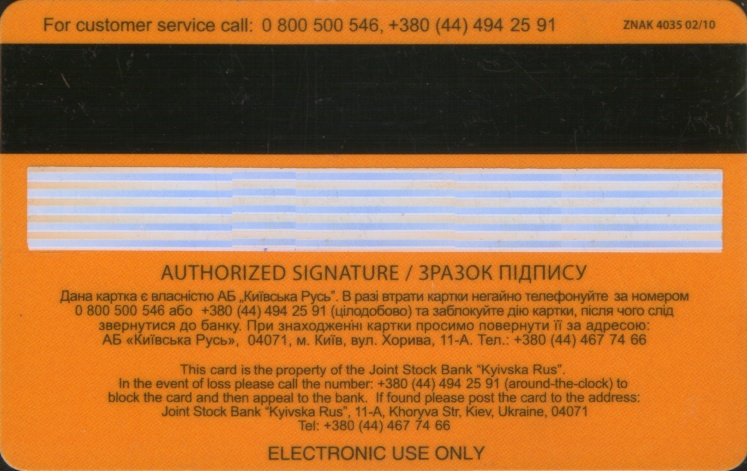 For customer service call: 0 800 500 546, +380 (44) 494 25 91
ZNAK 4035 02/10
AUTHORIZED SIGNATURE / ЗРАЗОК ПІДПИСУ
Дана картка є власністю АБ „Київська Русь". В разі втрати картки негайно телефонуйте за номером
0 800 500 546 або +380 (44) 494 25 91 (цілодобово) та заблокуйте дію картки, після чого слід
звернутися до банку. При знаходженні картки просимо повернути її за адресою:
АБ «Київська Русь», 04071, м. Київ, вул. Хорива, 11-А. Тел.: +380 (44) 467 74 66
This card is the property of the Joint Stock Bank "Kyivska Rus".
In the event of loss please call the number: +380 (44) 494 25 91 (around-the-clock) to
block the card and then appeal to the bank. If found please post the card to the address:
Joint Stock Bank "Kyivska Rus", 11-A, Khoryva Str, Kiev, Ukraine, 04071
Tel: +380 (44) 467 74 66
ELECTRONIC USE ONLY